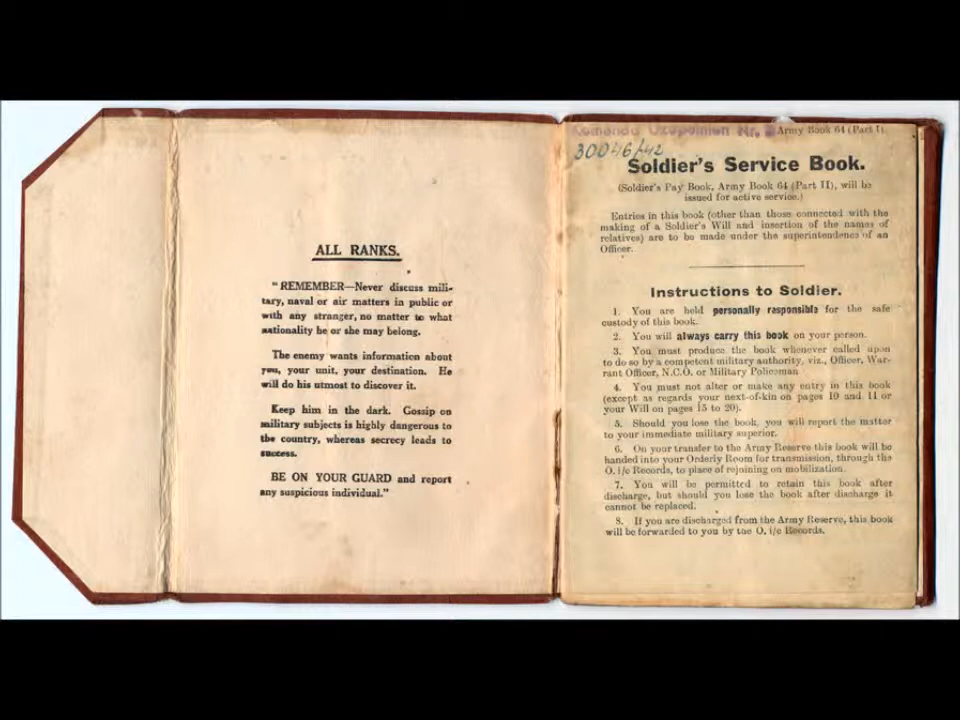 ALL RANKS.
"REMEMBER—Never discuss mili-
tary, naval or air matters in public or
with any stranger, no matter to what
nationality he or she may belong.
The enemy wants information about
you, your unit, your destination. He
will do his utmost to discover it.
Keep him in the dark. Gossip on
military subjects is highly dangerous to
the country, whereas secrecy leads to
success.
BE ON YOUR GUARD and report
any suspicious individual."
Komenda Uzupełnień Nr.
Army Book 64 (Part I).
30046/42
Soldier's Service Book.
(Soldier's Pay Book, Army Book 64 (Part II), will be
issued for active service.)
Entries in this book (other than those connected with the
making of a Soldier's Will and insertion of the names of
relatives) are to be made under the superintendence of an
Officer.
Instructions to Soldier.
1. You are held personally responsible for the safe
custody of this book.
2. You will always carry this book on your person.
3. You must produce the book whenever called upon
to do so by a competent military authority, viz., Officer, War-
rant Officer, N.C.O. or Military Policeman
4. You must not alter or make any entry in this book
(except as regards your next-of-kin on pages 10 and 11 or
your Will on pages 15 to 20).
5. Should you lose the book, you will report the matter
to your immediate military superior.
6. On your transfer to the Army Reserve this book will be
handed into your Orderly Room for transmission, through the
O. i/c Records, to place of rejoining on mobilization.
7. You will be permitted to retain this book after
discharge, but should you lose the book after discharge it
cannot be replaced.
8. If you are discharged from the Army Reserve, this book
will be forwarded to you by the O. i/c Records.